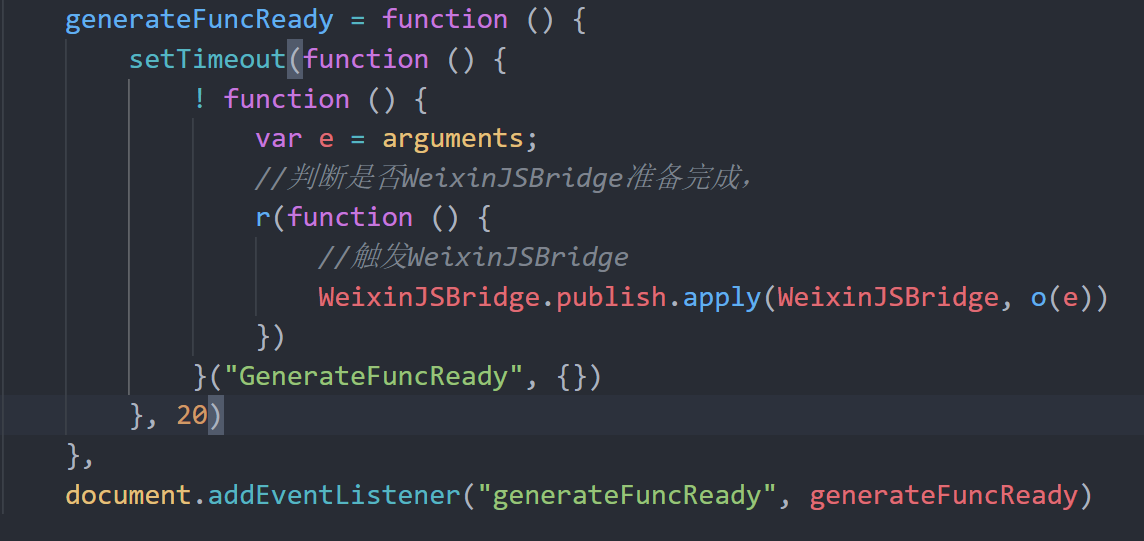 generateFuncReady = function () {
setTimeout(function () {
! function () {
var e = arguments;
//判断是否WeixinJSBridge准备完成，
r(function () {
//触发WeixinJSBridge
WeixinJSBridge.publish.apply(WeixinJSBridge, o(e))
})
}("GenerateFuncReady", {})
}, 20)
},
document.addEventListener("generateFuncReady", generateFuncReady)